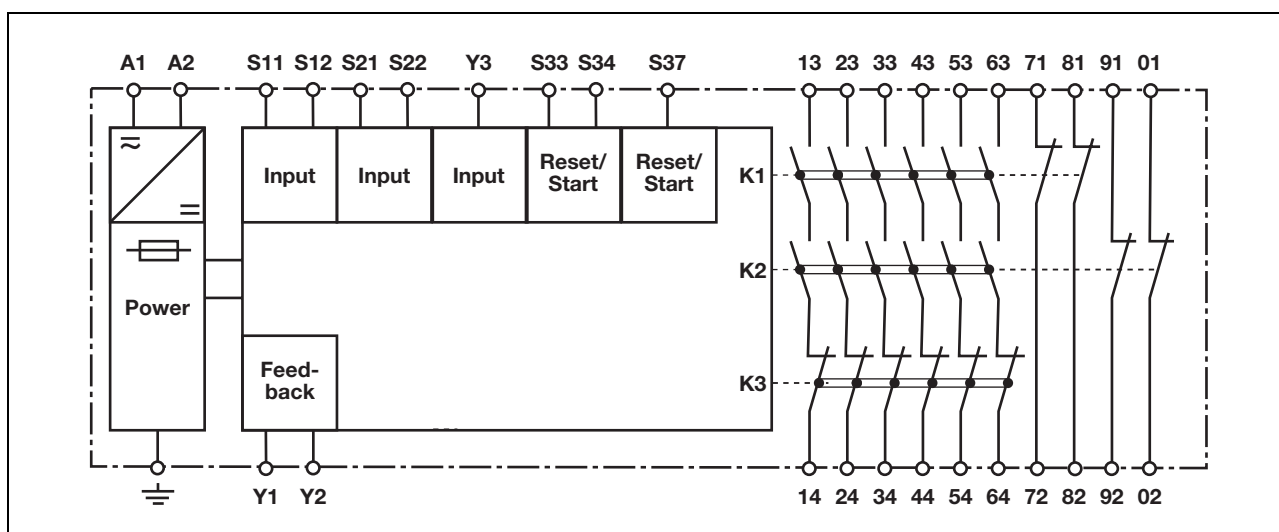 A1 A2 S11 S12 S21 S22 Y3 S33 S34 S37 13 23 33 43 53 63 71 81 91 01
Input Input Input Reset/ Reset/
Start Start
K1
K2
Power
Feed-
back
K3
Y1 Y2 14 24 34 44 54 64 72 82 92 02